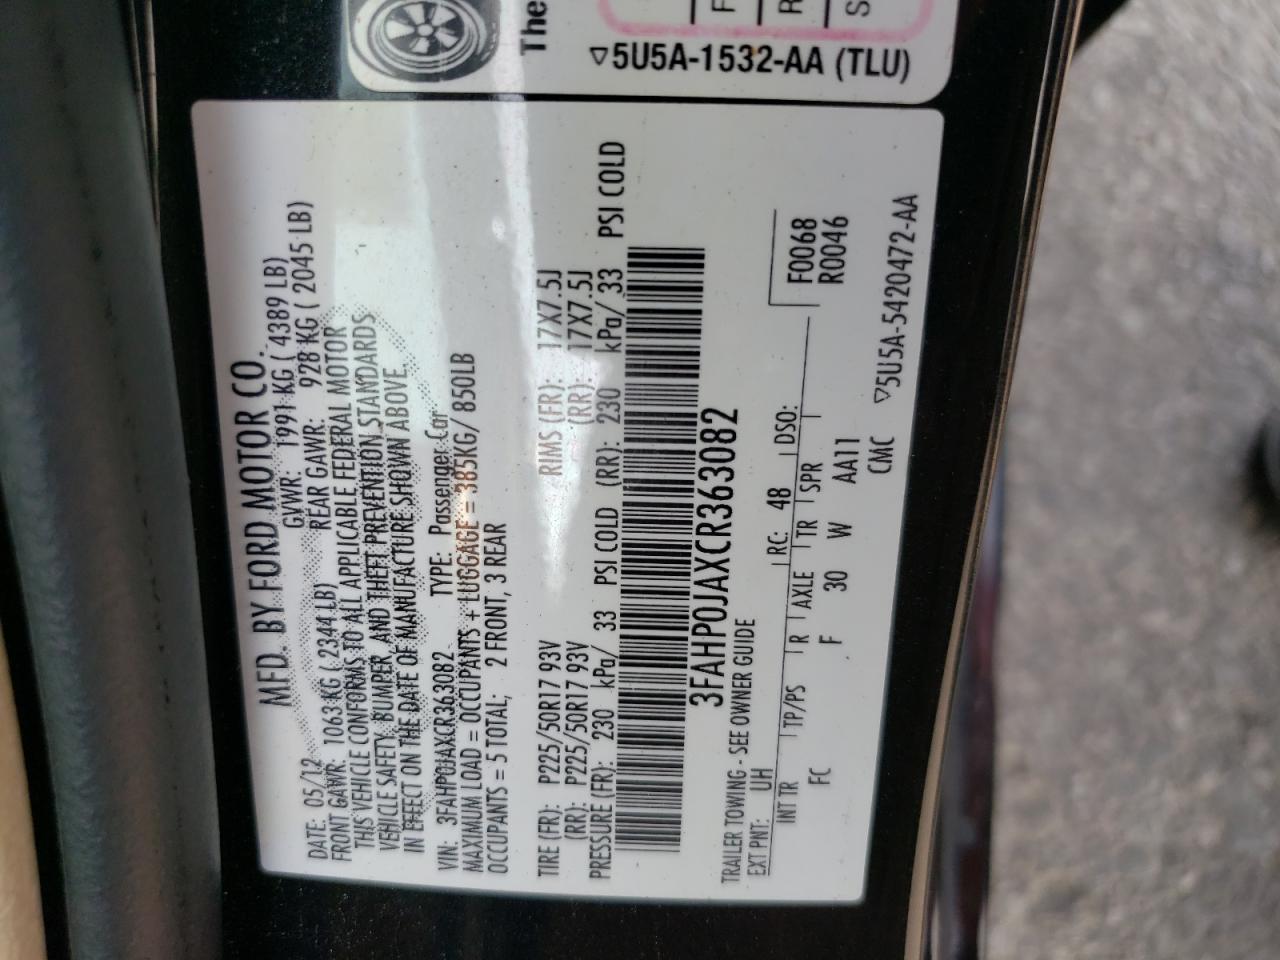 MFD. BY FORD MOTOR CO.
DATE: 05/12 GVWR: 1991 KG ( 4389 LB)
FRONT GAWR: 1063 KG ( 2344 LB) REAR GAWR: 928 KG ( 2045 LB)
THIS VEHICLE CONFORMS TO ALL APPLICABLE FEDERAL MOTOR
VEHICLE SAFETY, BUMPER, AND THEFT PREVENTION STANDARDS
IN EFFECT ON THE DATE OF MANUFACTURE SHOWN ABOVE.
VIN: 3FAHP0JAXCR363082 TYPE: Passenger Car
MAXIMUM LOAD = OCCUPANTS + LUGGAGE = 385KG/ 850LB
OCCUPANTS = 5 TOTAL; 2 FRONT, 3 REAR
TIRE (FR): P225/50R17 93V RIMS (FR): 17X7.5J
(RR): P225/50R17 93V (RR): 17X7.5J
PRESSURE (FR): 230 kPa/ 33 PSI COLD (RR): 230 kPa/ 33 PSI COLD
3FAHP0JAXCR363082
TRAILER TOWING - SEE OWNER GUIDE
EXT PNT: UH RC: 48 DSO: F0068
R0046
INT TR TP/PS R AXLE TR SPR
FC F 30 W AA11
CMC ▽5U5A-5420472-AA
The
F
R
S
▽5U5A-1532-AA (TLU)